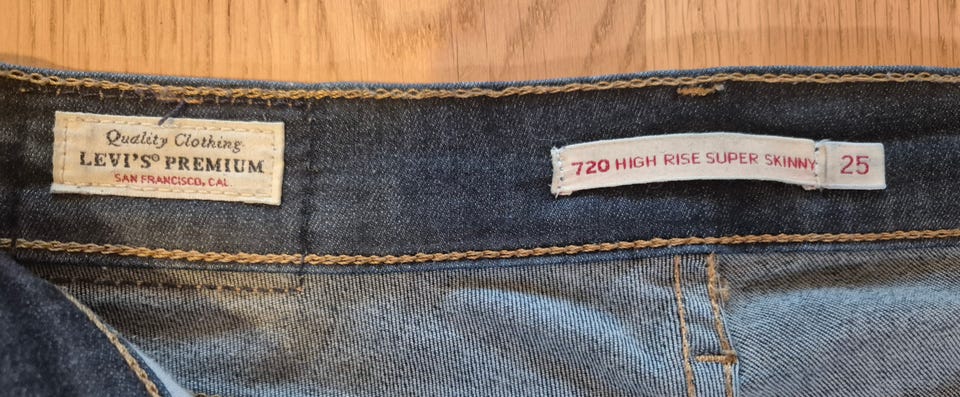 Quality Clothing
LEVI'S® PREMIUM
SAN FRANCISCO, CAL.
720 HIGH RISE SUPER SKINNY
25